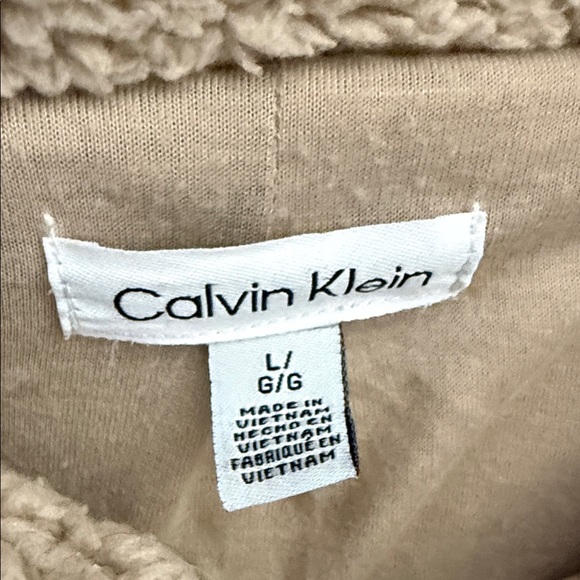 Calvin Klein
L/
G/G
MADE IN
VIETNAM
HECHO EN
VIETNAM
FABRIQUÉ EN
VIETNAM